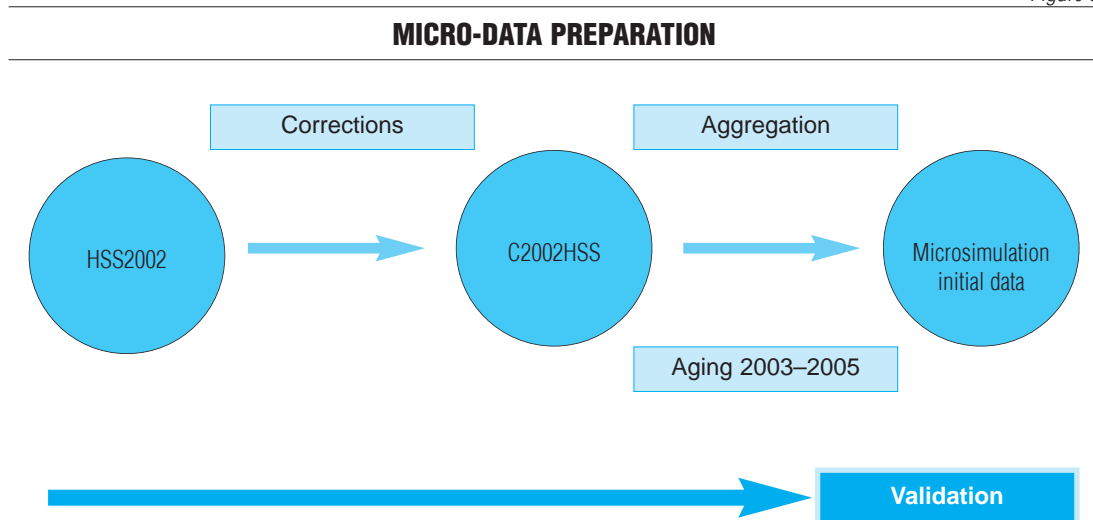 MICRO-DATA PREPARATION
Corrections
Aggregation
HSS2002
C2002HSS
Microsimulation
initial data
Aging 2003–2005
Validation